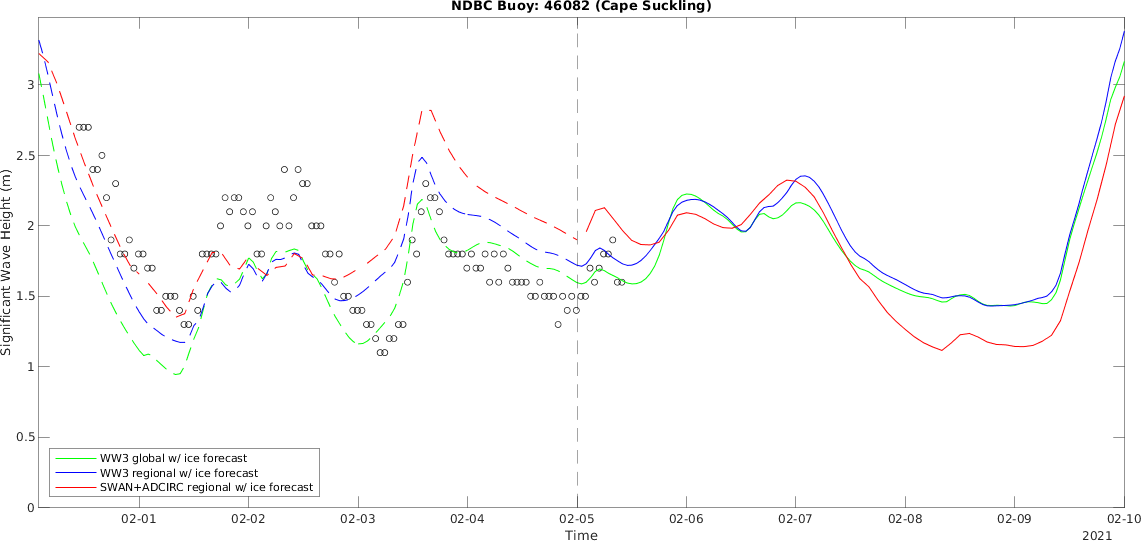 NDBC Buoy: 46082 (Cape Suckling)
Significant Wave Height (m)
3
2.5
2
1.5
1
0.5
0
WW3 global w/ ice forecast
WW3 regional w/ ice forecast
SWAN+ADCIRC regional w/ ice forecast
02-01 02-02 02-03 02-04 02-05 02-06 02-07 02-08 02-09 02-10
Time
2021